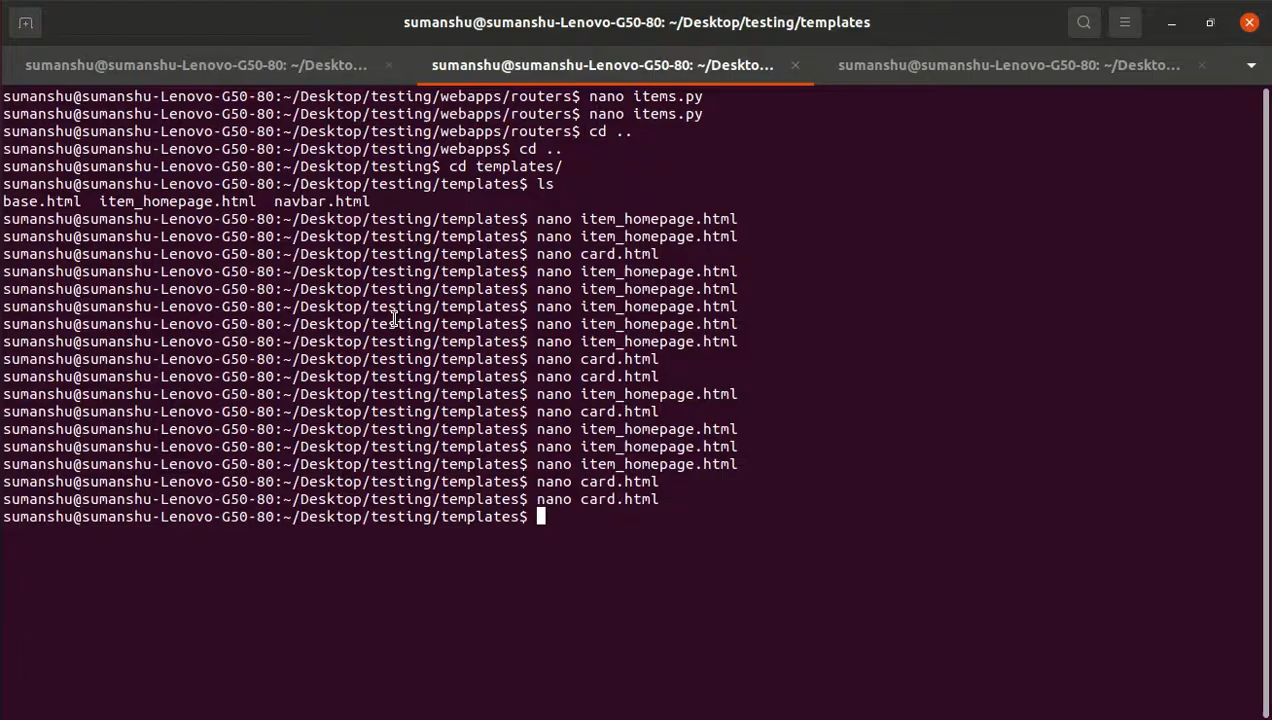 sumanshu@sumanshu-Lenovo-G50-80: ~/Desktop/testing/templates
sumanshu@sumanshu-Lenovo-G50-80: ~/Deskto... sumanshu@sumanshu-Lenovo-G50-80: ~/Deskto... sumanshu@sumanshu-Lenovo-G50-80: ~/Deskto...
sumanshu@sumanshu-Lenovo-G50-80:~/Desktop/testing/webapps/routers$ nano items.py
sumanshu@sumanshu-Lenovo-G50-80:~/Desktop/testing/webapps/routers$ nano items.py
sumanshu@sumanshu-Lenovo-G50-80:~/Desktop/testing/webapps/routers$ cd ..
sumanshu@sumanshu-Lenovo-G50-80:~/Desktop/testing/webapps$ cd ..
sumanshu@sumanshu-Lenovo-G50-80:~/Desktop/testing$ cd templates/
sumanshu@sumanshu-Lenovo-G50-80:~/Desktop/testing/templates$ ls
base.html  item_homepage.html  navbar.html
sumanshu@sumanshu-Lenovo-G50-80:~/Desktop/testing/templates$ nano item_homepage.html
sumanshu@sumanshu-Lenovo-G50-80:~/Desktop/testing/templates$ nano item_homepage.html
sumanshu@sumanshu-Lenovo-G50-80:~/Desktop/testing/templates$ nano card.html
sumanshu@sumanshu-Lenovo-G50-80:~/Desktop/testing/templates$ nano item_homepage.html
sumanshu@sumanshu-Lenovo-G50-80:~/Desktop/testing/templates$ nano item_homepage.html
sumanshu@sumanshu-Lenovo-G50-80:~/Desktop/testing/templates$ nano item_homepage.html
sumanshu@sumanshu-Lenovo-G50-80:~/Desktop/testing/templates$ nano item_homepage.html
sumanshu@sumanshu-Lenovo-G50-80:~/Desktop/testing/templates$ nano item_homepage.html
sumanshu@sumanshu-Lenovo-G50-80:~/Desktop/testing/templates$ nano card.html
sumanshu@sumanshu-Lenovo-G50-80:~/Desktop/testing/templates$ nano card.html
sumanshu@sumanshu-Lenovo-G50-80:~/Desktop/testing/templates$ nano item_homepage.html
sumanshu@sumanshu-Lenovo-G50-80:~/Desktop/testing/templates$ nano card.html
sumanshu@sumanshu-Lenovo-G50-80:~/Desktop/testing/templates$ nano item_homepage.html
sumanshu@sumanshu-Lenovo-G50-80:~/Desktop/testing/templates$ nano item_homepage.html
sumanshu@sumanshu-Lenovo-G50-80:~/Desktop/testing/templates$ nano item_homepage.html
sumanshu@sumanshu-Lenovo-G50-80:~/Desktop/testing/templates$ nano card.html
sumanshu@sumanshu-Lenovo-G50-80:~/Desktop/testing/templates$ nano card.html
sumanshu@sumanshu-Lenovo-G50-80:~/Desktop/testing/templates$